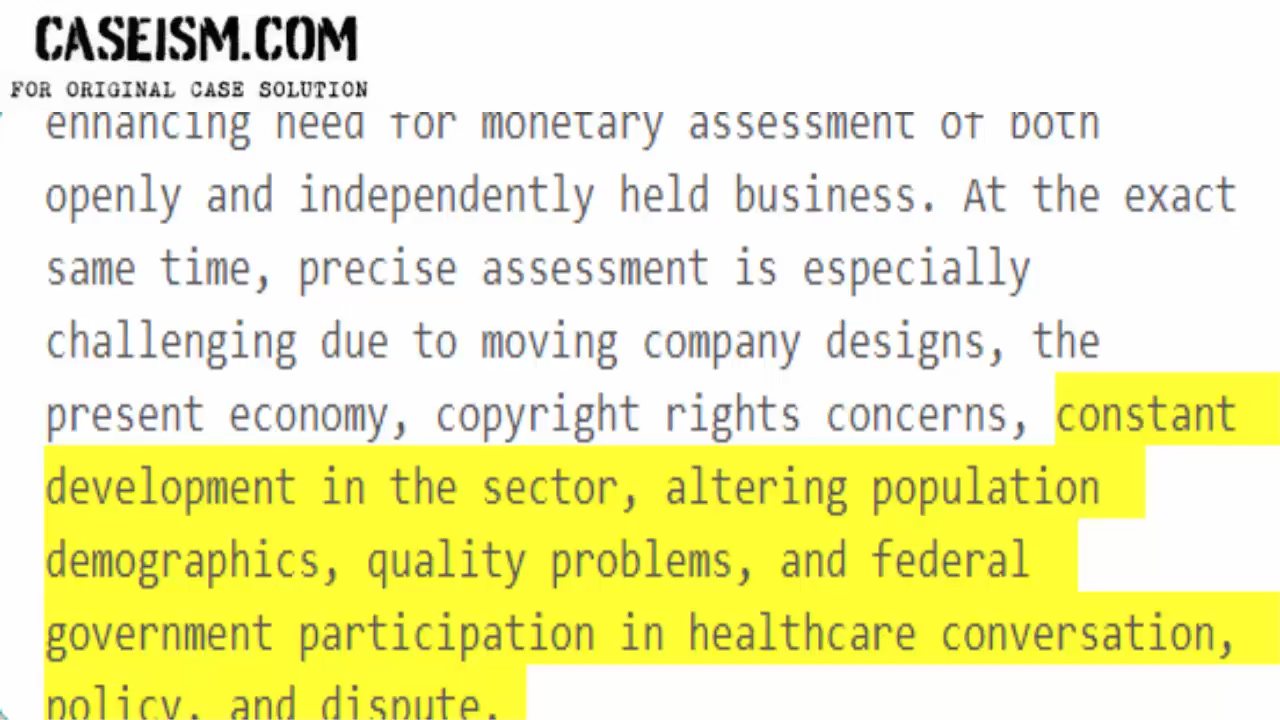 CASEISM.COM
FOR ORIGINAL CASE SOLUTION
enhancing need for monetary assessment of both
openly and independently held business. At the exact
same time, precise assessment is especially
challenging due to moving company designs, the
present economy, copyright rights concerns, constant
development in the sector, altering population
demographics, quality problems, and federal
government participation in healthcare conversation,
policy, and dispute.